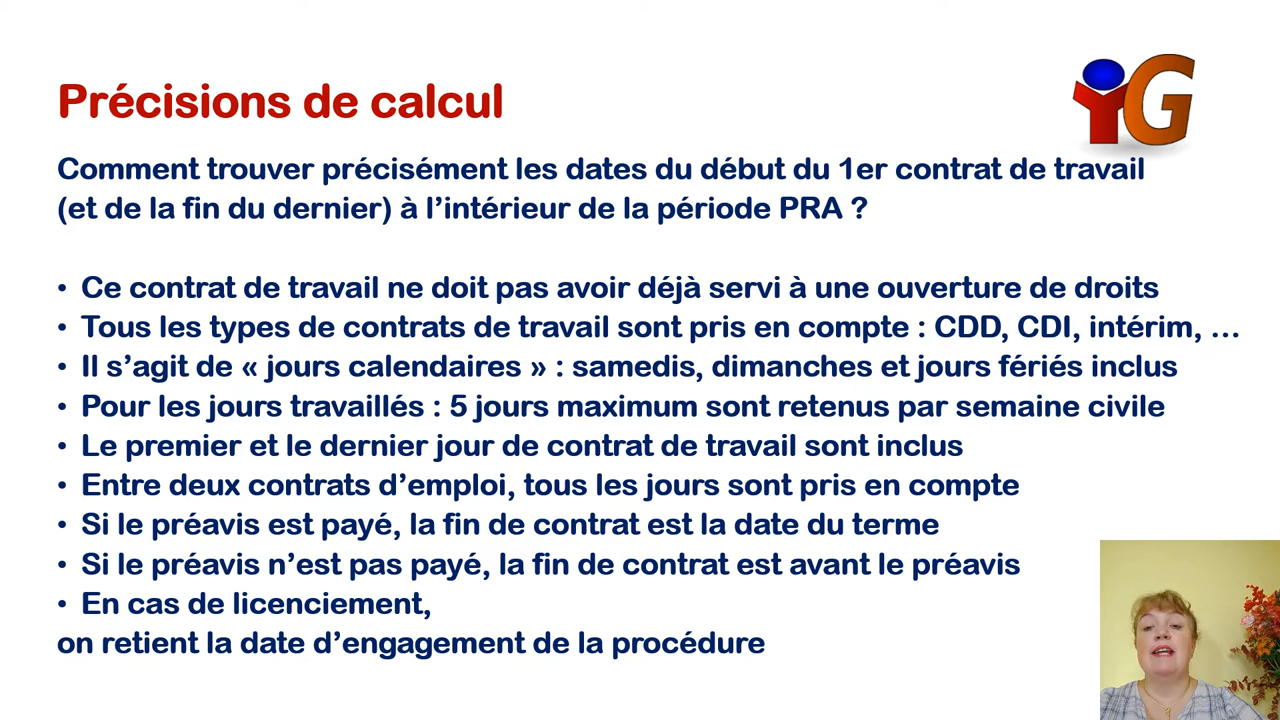 Précisions de calcul
YG
Comment trouver précisément les dates du début du 1er contrat de travail
(et de la fin du dernier) à l’intérieur de la période PRA ?
• Ce contrat de travail ne doit pas avoir déjà servi à une ouverture de droits
• Tous les types de contrats de travail sont pris en compte : CDD, CDI, intérim, …
• Il s’agit de « jours calendaires » : samedis, dimanches et jours fériés inclus
• Pour les jours travaillés : 5 jours maximum sont retenus par semaine civile
• Le premier et le dernier jour de contrat de travail sont inclus
• Entre deux contrats d’emploi, tous les jours sont pris en compte
• Si le préavis est payé, la fin de contrat est la date du terme
• Si le préavis n’est pas payé, la fin de contrat est avant le préavis
• En cas de licenciement,
on retient la date d’engagement de la procédure